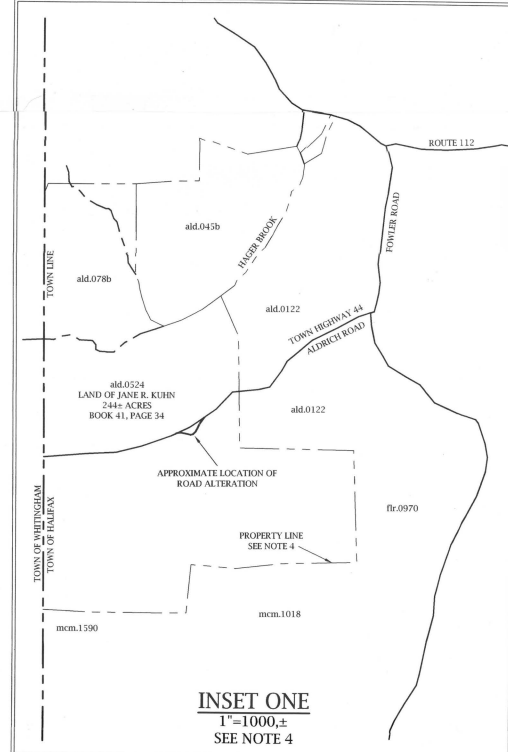 ROUTE 112
FOWLER ROAD
HAGER BROOK
ald.045b
TOWN LINE
ald.078b
ald.0122
TOWN HIGHWAY 44
ALDRICH ROAD
ald.0524
LAND OF JANE R. KUHN
244± ACRES
BOOK 41, PAGE 34
ald.0122
APPROXIMATE LOCATION OF
ROAD ALTERATION
flr.0970
TOWN OF WHITINGHAM
TOWN OF HALIFAX
PROPERTY LINE
SEE NOTE 4
mcm.1590
mcm.1018
INSET ONE
1"=1000,±
SEE NOTE 4